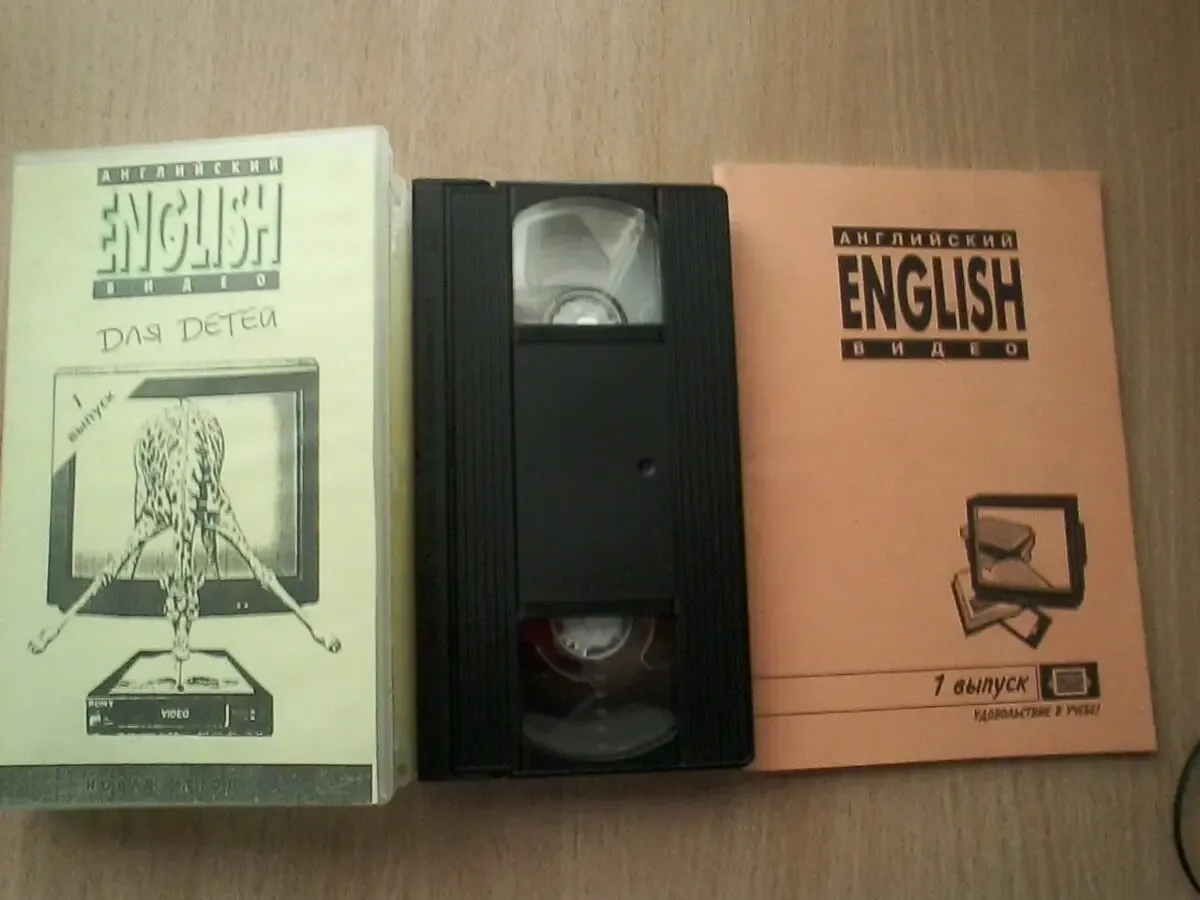 АНГЛИЙСКИЙ
ENGLISH
ВИДЕО
ДЛЯ ДЕТЕЙ
1
выпуск
VIDEO
АНГЛИЙСКИЙ
ENGLISH
ВИДЕО
1 выпуск
УДОВОЛЬСТВИЕ В УЧЕБЕ!